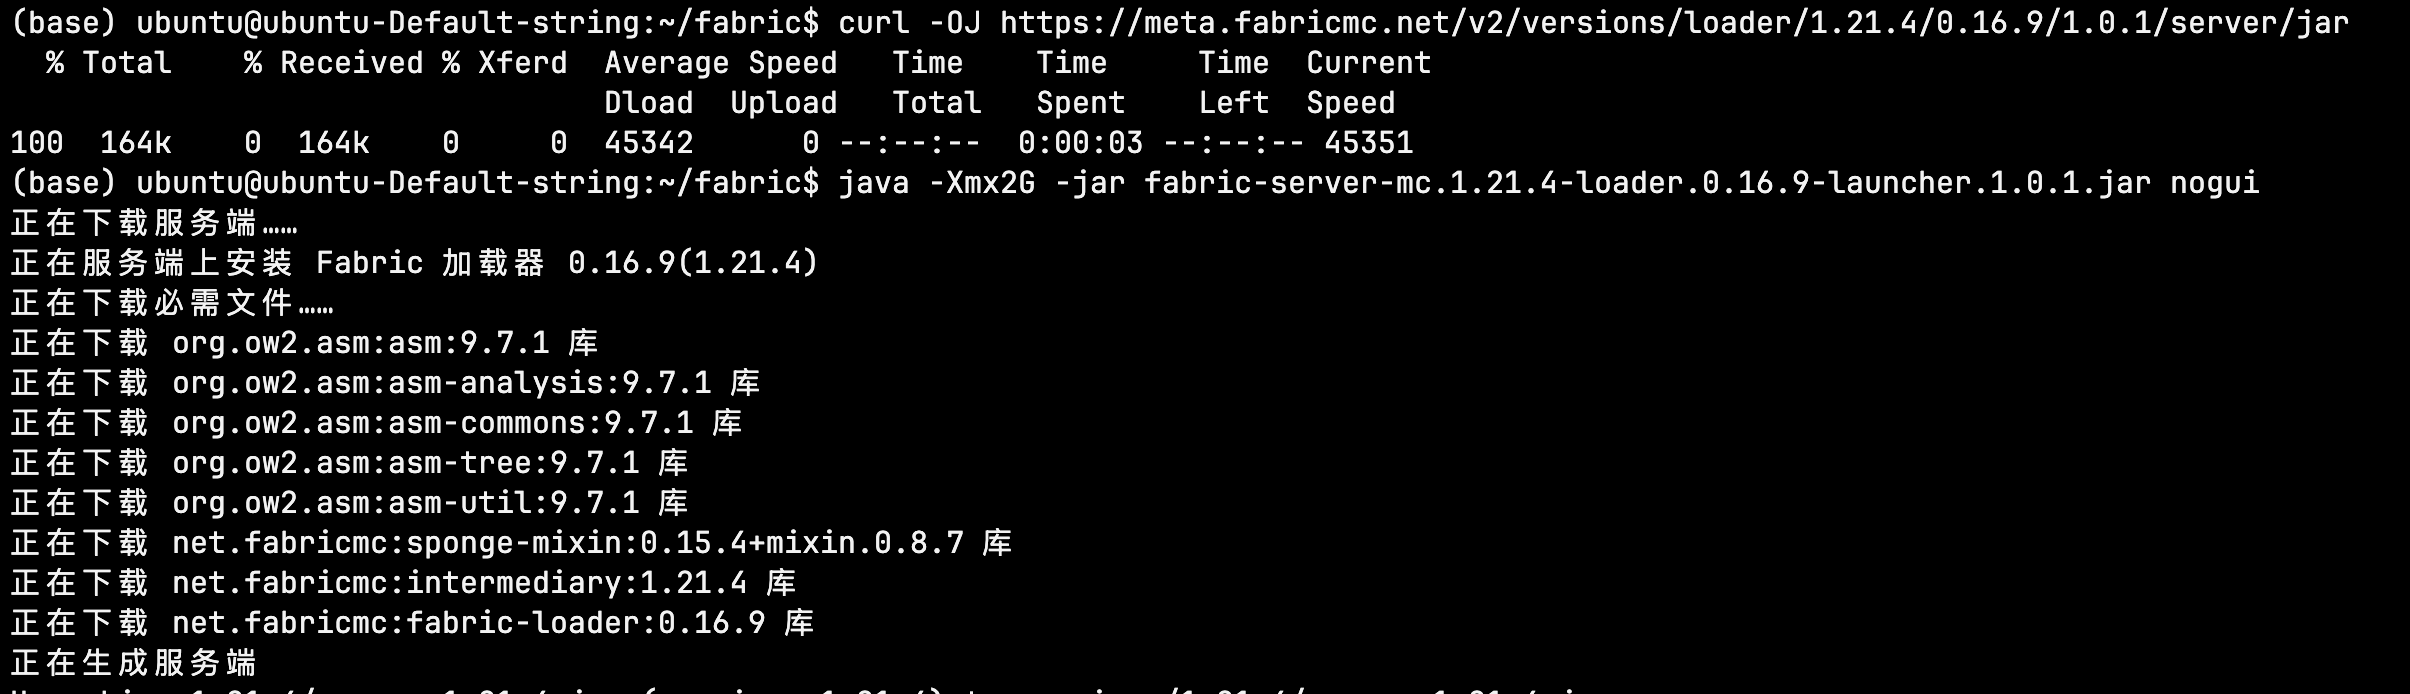 (base) ubuntu@ubuntu-Default-string:~/fabric$ curl -OJ https://meta.fabricmc.net/v2/versions/loader/1.21.4/0.16.9/1.0.1/server/jar
% Total % Received % Xferd Average Speed Time Time Time Current
Dload Upload Total Spent Left Speed
100 164k 0 164k 0 0 45342 0 --:--:-- 0:00:03 --:--:-- 45351
(base) ubuntu@ubuntu-Default-string:~/fabric$ java -Xmx2G -jar fabric-server-mc.1.21.4-loader.0.16.9-launcher.1.0.1.jar nogui
正在下载服务端……
正在服务端上安装 Fabric 加载器 0.16.9(1.21.4)
正在下载必需文件……
正在下载 org.ow2.asm:asm:9.7.1 库
正在下载 org.ow2.asm:asm-analysis:9.7.1 库
正在下载 org.ow2.asm:asm-commons:9.7.1 库
正在下载 org.ow2.asm:asm-tree:9.7.1 库
正在下载 org.ow2.asm:asm-util:9.7.1 库
正在下载 net.fabricmc:sponge-mixin:0.15.4+mixin.0.8.7 库
正在下载 net.fabricmc:intermediary:1.21.4 库
正在下载 net.fabricmc:fabric-loader:0.16.9 库
正在生成服务端